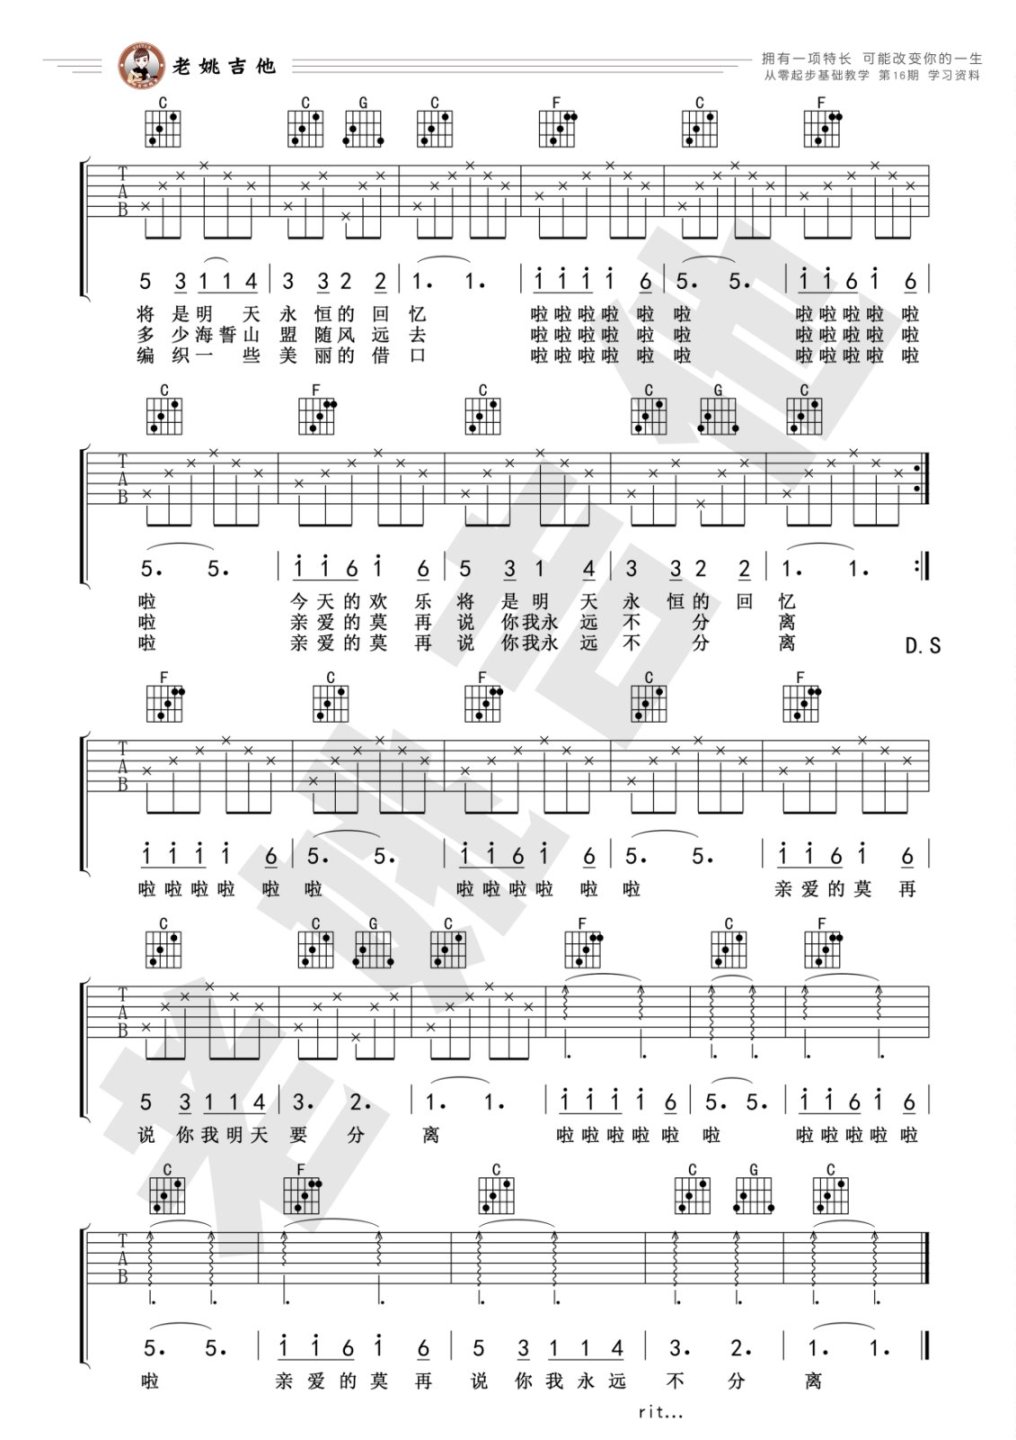 老姚吉他
拥有一项特长 可能改变你的一生
从零起步基础教学 第16期 学习资料
C C G C F C F
T
A
B
5 3 1 1 4 3 3 2 2 1. 1. i i i i 6 5. 5. i i 6 i 6
将是明 天永恒的回忆 啦啦啦啦啦啦 啦啦啦啦啦
多少海誓山盟随风远去 啦啦啦啦啦啦 啦啦啦啦啦
编织一 些美丽的借口 啦啦啦啦啦啦 啦啦啦啦啦
C F C C G C
T
A
B
5. 5. i i 6 i 6 5 3 1 4 3 3 2 2 1. 1.
啦 今天的欢乐将是明天永恒的回忆
啦 亲爱的莫再说你我永远不 分 离
啦 亲爱的莫再说你我永远不 分 离
D.S
F C F C F
T
A
B
i i i i 6 5. 5. i i 6 i 6 5. 5. i i 6 i 6
啦啦啦啦啦啦 啦啦啦啦啦啦 亲爱的莫再
C C G C F C F
T
A
B
5 3 1 1 4 3. 2. 1. 1. i i i i 6 5. 5. i i 6 i 6
说你我明天要 分 离 啦啦啦啦啦啦 啦啦啦啦啦
C F C C G C
T
A
B
5. 5. i i 6 i 6 5 3 1 1 4 3. 2. 1. 1.
啦 亲爱的莫再说你我永远不 分 离
rit...
老姚吉他